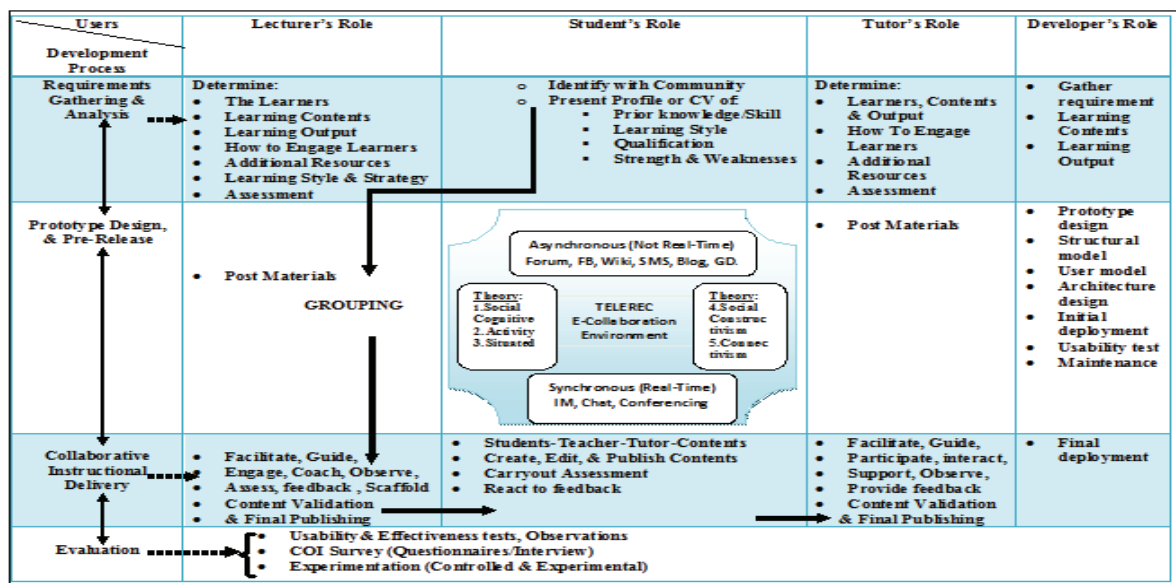 Users
Development
Process
Lecturer's Role
Student's Role
Tutor's Role
Developer's Role
Requirements
Gathering &
Analysis
Determine:
• The Learners
• Learning Contents
• Learning Output
• How to Engage Learners
• Additional Resources
• Learning Style & Strategy
• Assessment
o Identify with Community
o Present Profile or CV of:
▪ Prior knowledge/Skill
▪ Learning Style
▪ Qualification
▪ Strength & Weaknesses
Determine:
• Learners, Contents
& Output
• How To Engage
Learners
• Additional
Resources
• Assessment
• Gather
requirement
• Learning
Contents
• Learning
Output
Prototype Design,
& Pre-Release
• Post Materials
GROUPING
Asynchronous (Not Real-Time)
Forum, FB, Wiki, SMS, Blog, GD.
Theory:
1.Social
Cognitive
2.Activity
3.Situated
TELEREC
E-Collaboration
Environment
Theory:
4.Social
Construc
tivism
5.Connec
tivism
Synchronous (Real-Time)
IM, Chat, Conferencing
• Post Materials
• Prototype
design
• Structural
model
• User model
• Architecture
design
• Initial
deployment
• Usability test
• Maintenance
Collaborative
Instructional
Delivery
• Facilitate, Guide,
• Engage, Coach, Observe,
• Assess, feedback , Scaffold
• Content Validation
• & Final Publishing
• Students-Teacher-Tutor-Contents
• Create, Edit, & Publish Contents
• Carryout Assessment
• React to feedback
• Facilitate, Guide,
• Participate, interact,
• Support, Observe,
• Provide feedback
• Content Validation
& Final Publishing
• Final
deployment
Evaluation
• Usability & Effectiveness tests, Observations
• COI Survey (Questionnaires/Interview)
• Experimentation (Controlled & Experimental)